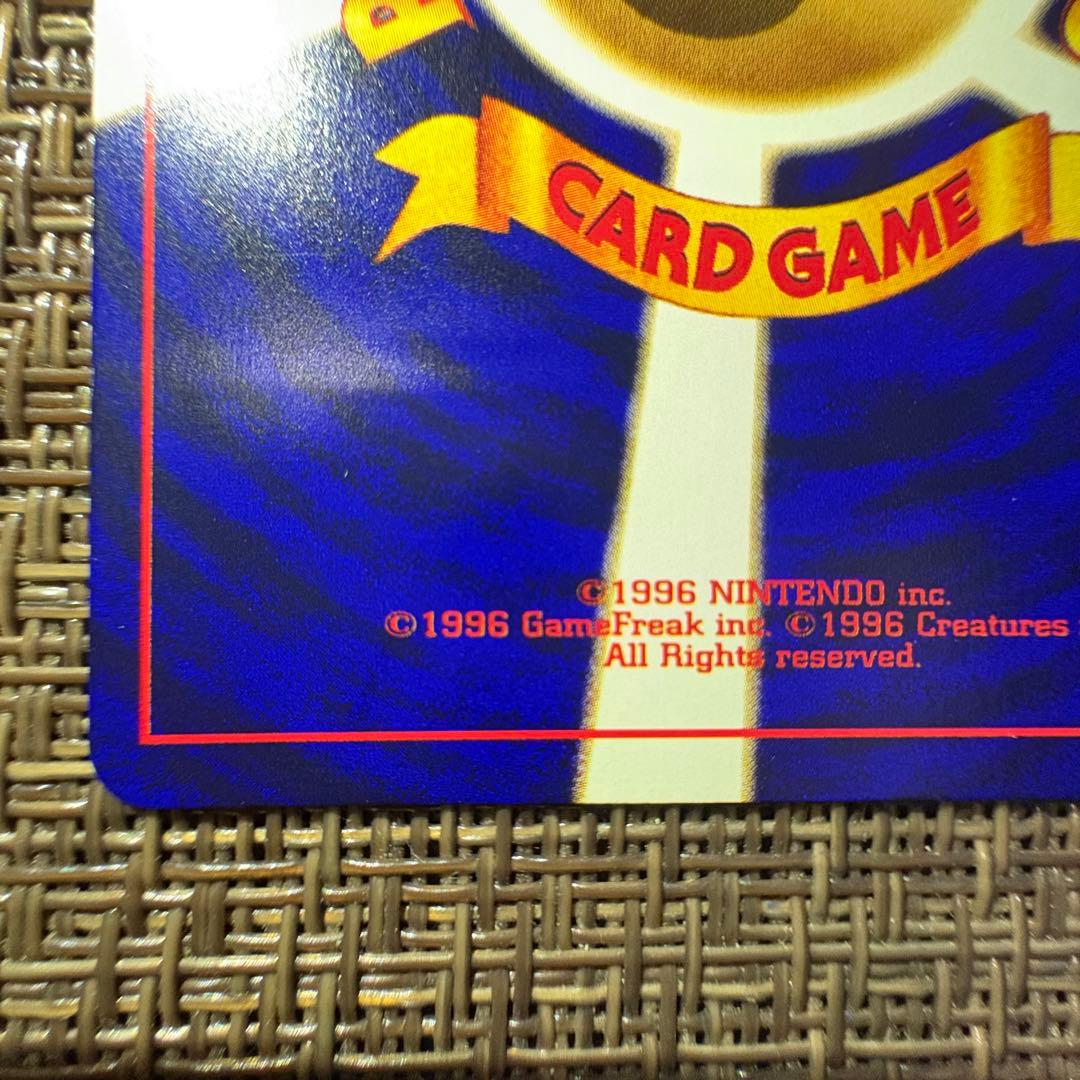 CARD GAME
©1996 NINTENDO inc.
©1996 GameFreak inc. ©1996 Creatures
All Rights reserved.